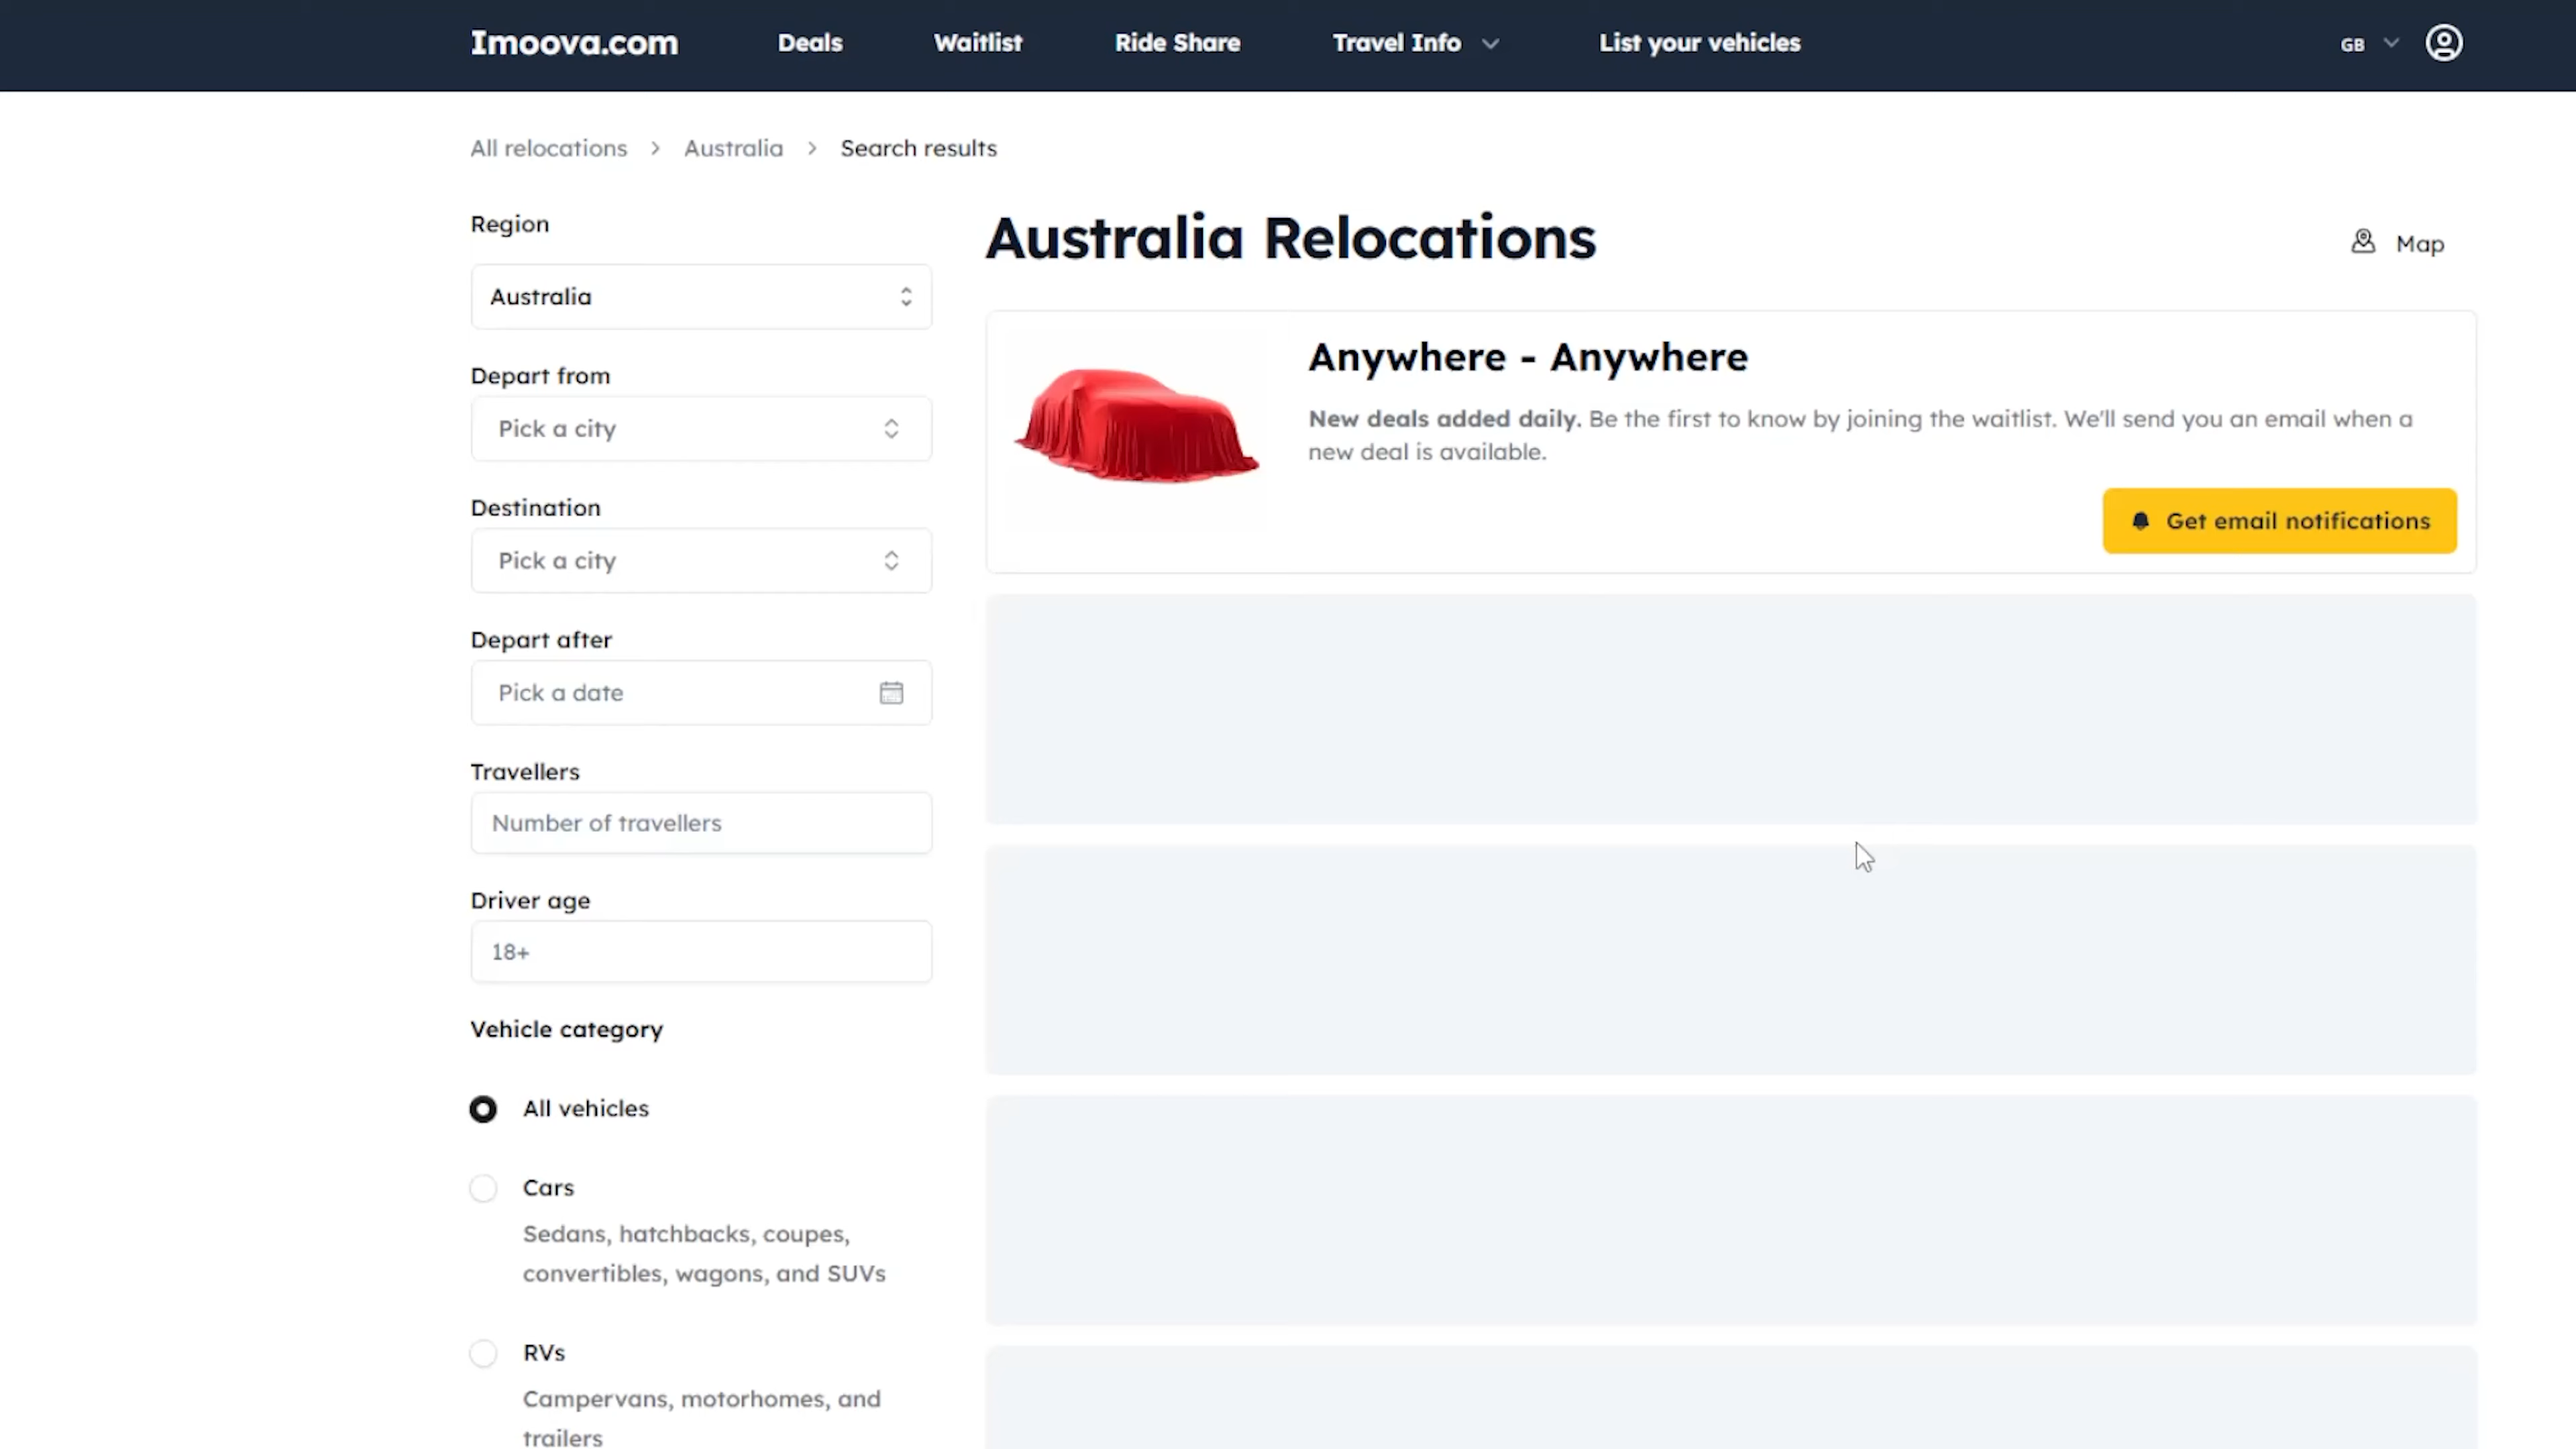 Imoova.com
Deals
Waitlist
Ride Share
Travel Info
List your vehicles
GB
All relocations
Australia
Search results
Region
Australia
Depart from
Pick a city
Destination
Pick a city
Depart after
Pick a date
Travellers
Number of travellers
Driver age
18+
Vehicle category
All vehicles
Cars
Sedans, hatchbacks, coupes,
convertibles, wagons, and SUVs
RVs
Campervans, motorhomes, and
trailers
Australia Relocations
Map
Anywhere - Anywhere
New deals added daily. Be the first to know by joining the waitlist. We'll send you an email when a
new deal is available.
Get email notifications